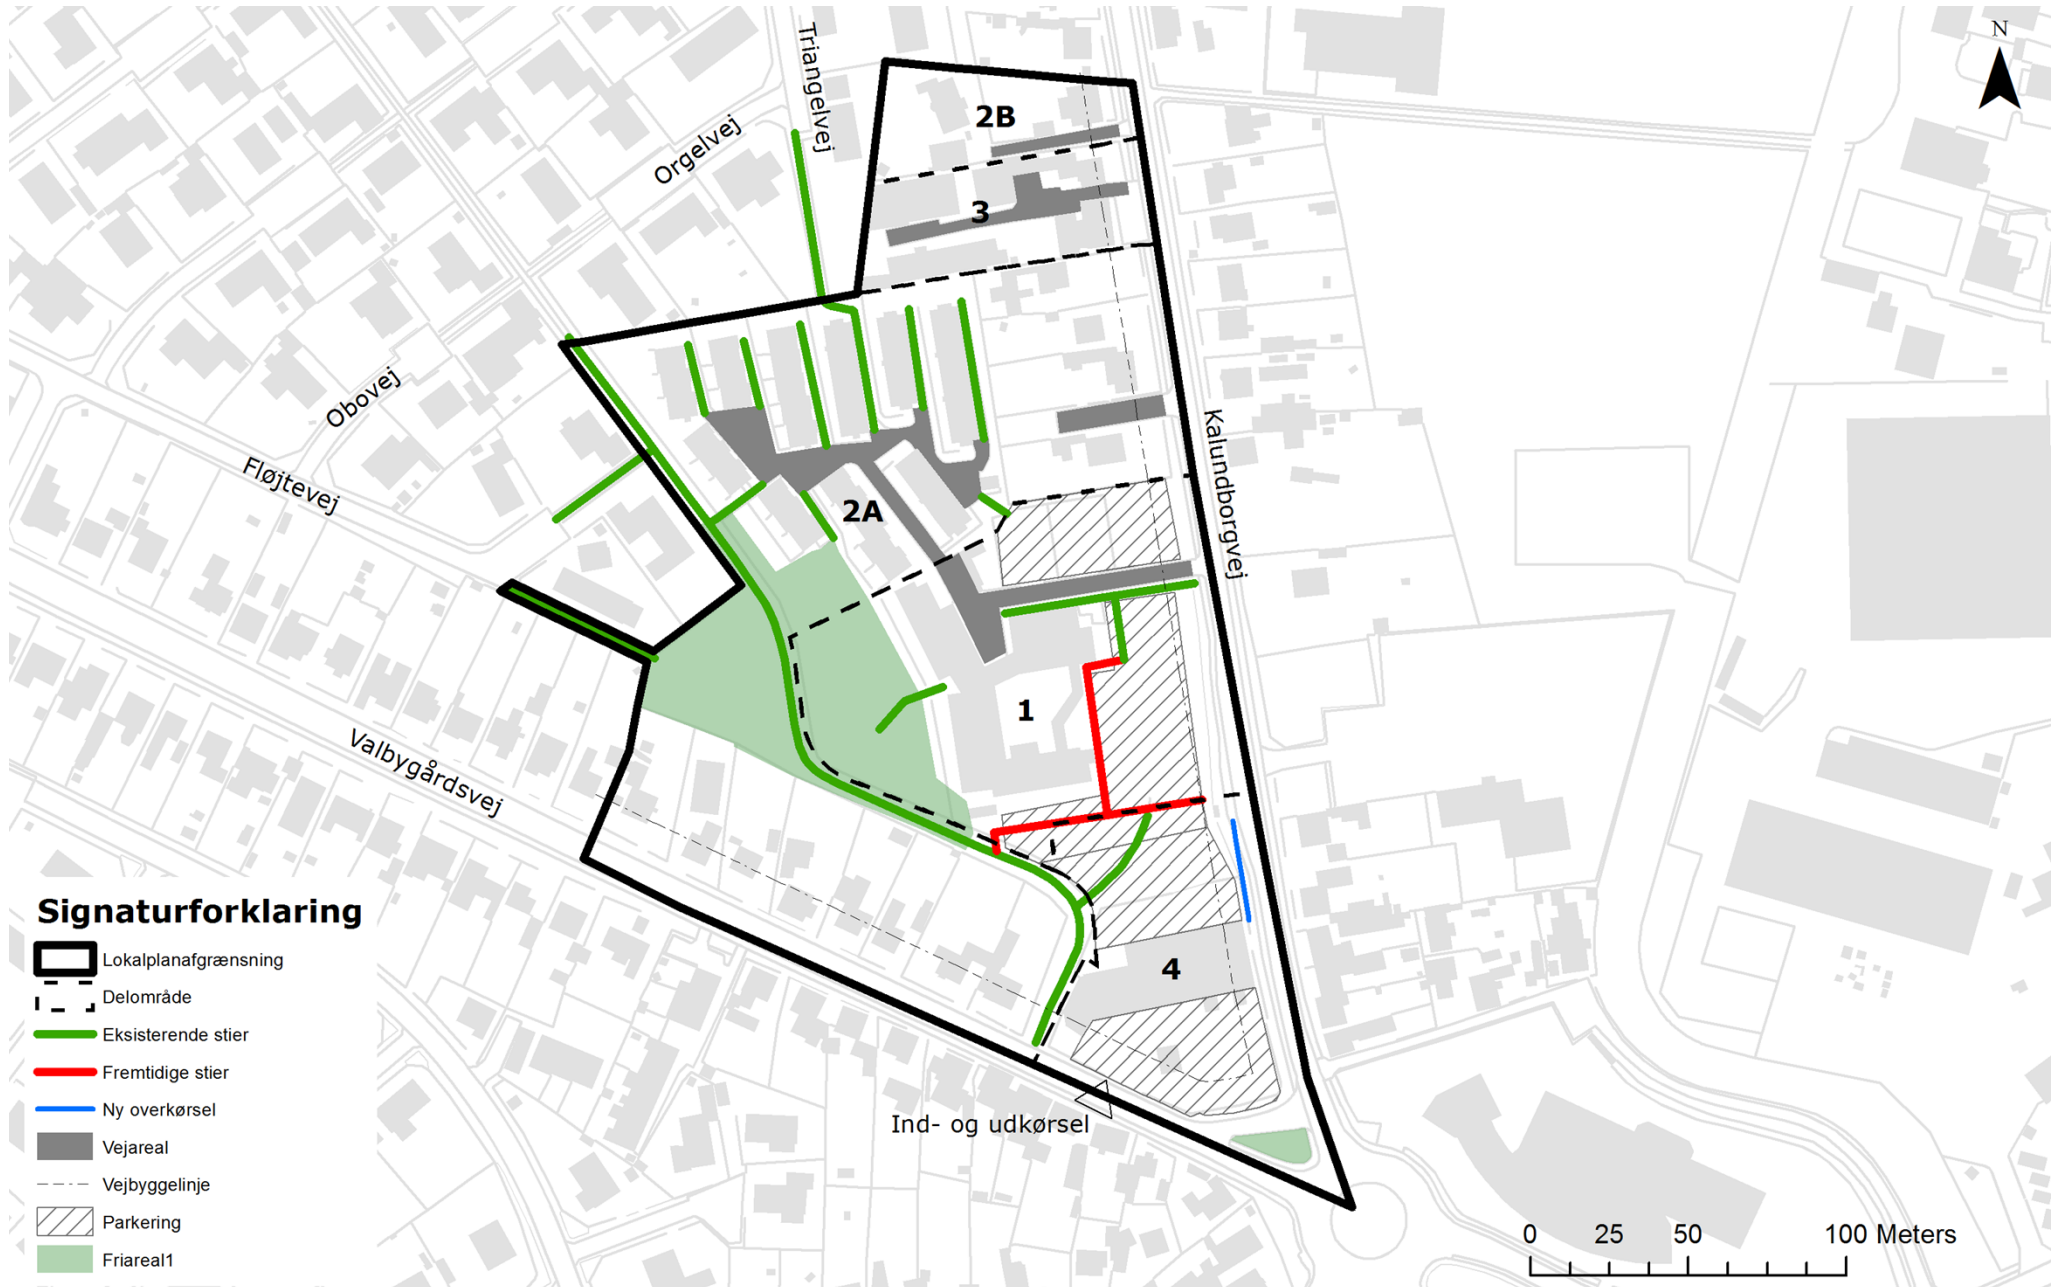 N
Triangelvej
2B
Orgelvej
3
Obovej
Kalundborgvej
Fløjtevej
2A
1
Valbygårdsvej
4
Ind- og udkørsel
Signaturforklaring
Lokalplanafgrænsning
Delområde
Eksisterende stier
Fremtidige stier
Ny overkørsel
Vejareal
Vejbyggelinje
Parkering
Friareal1
0 25 50 100 Meters